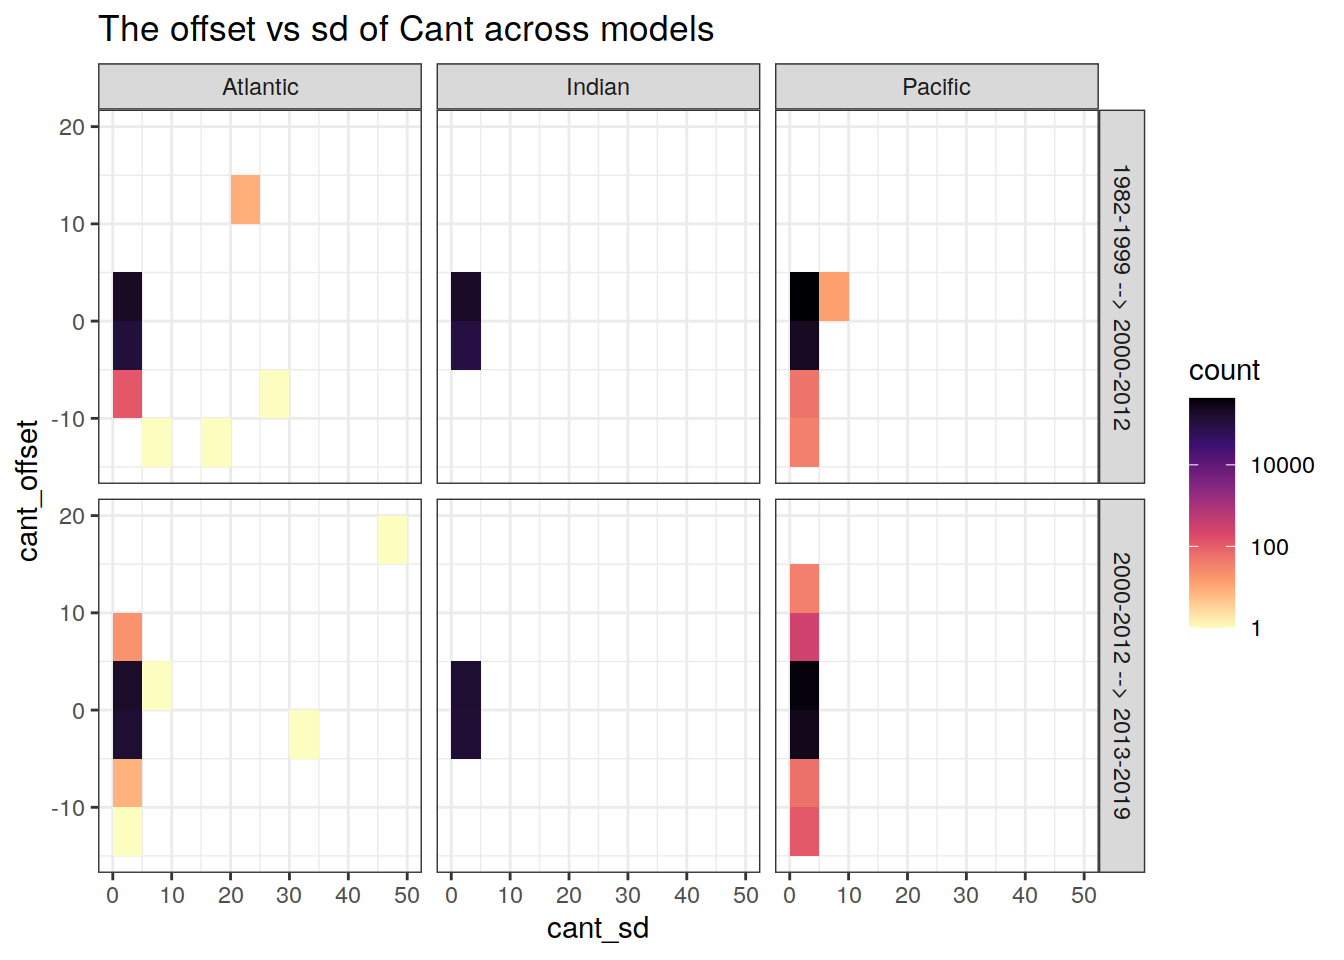 The offset vs sd of Cant across models
Atlantic
Indian
Pacific
20
10
0
-10
1982-1999 --> 2000-2012
20
10
0
-10
2000-2012 --> 2013-2019
cant_offset
0 10 20 30 40 50
0 10 20 30 40 50
0 10 20 30 40 50
cant_sd
count
10000
100
1